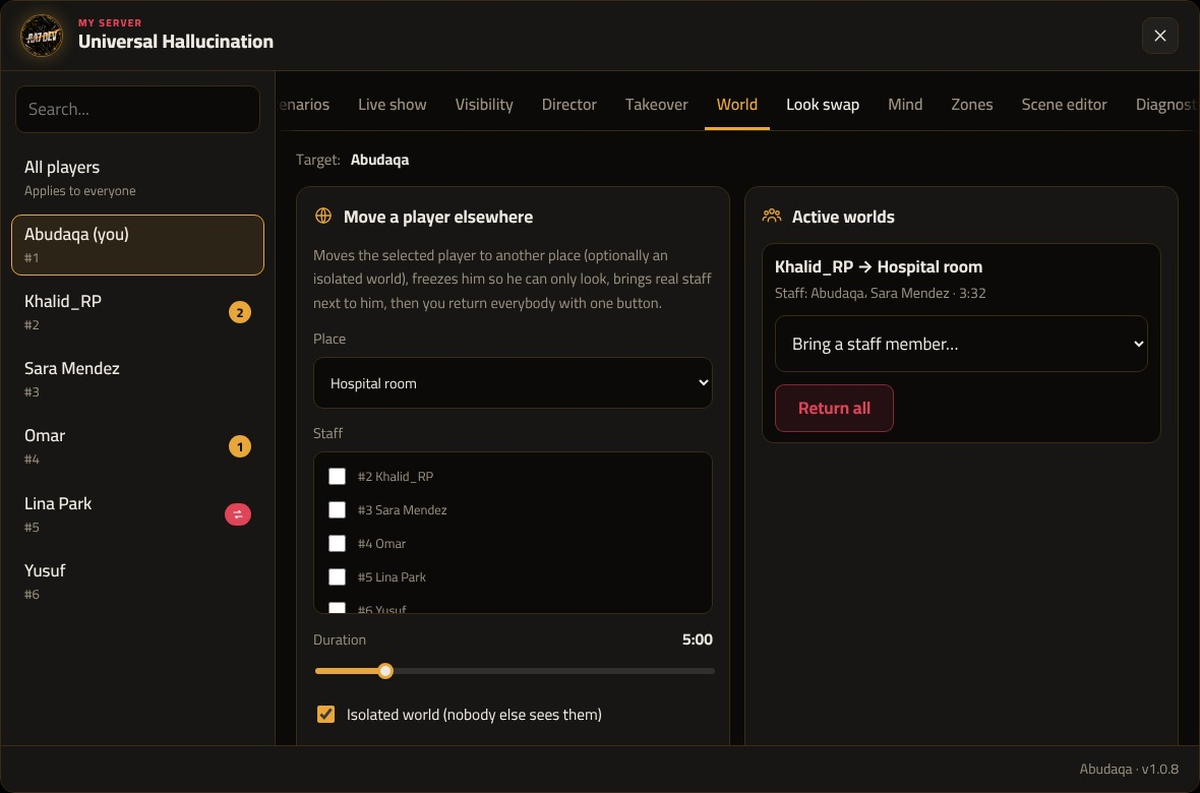 RAT-DEV
MY SERVER
Universal Hallucination
Search...
All players
Applies to everyone
Abudaqa (you)
#1
Khalid_RP
#2
2
Sara Mendez
#3
Omar
#4
1
Lina Park
#5
Yusuf
#6
enarios Live show Visibility Director Takeover World Look swap Mind Zones Scene editor Diagnost
Target: Abudaqa
Move a player elsewhere
Moves the selected player to another place (optionally an
isolated world), freezes him so he can only look, brings real staff
next to him, then you return everybody with one button.
Place
Hospital room
Staff
#2 Khalid_RP
#3 Sara Mendez
#4 Omar
#5 Lina Park
#6 Yusuf
Duration 5:00
Isolated world (nobody else sees them)
Active worlds
Khalid_RP → Hospital room
Staff: Abudaqa، Sara Mendez · 3:32
Bring a staff member...
Return all
Abudaqa · v1.0.8